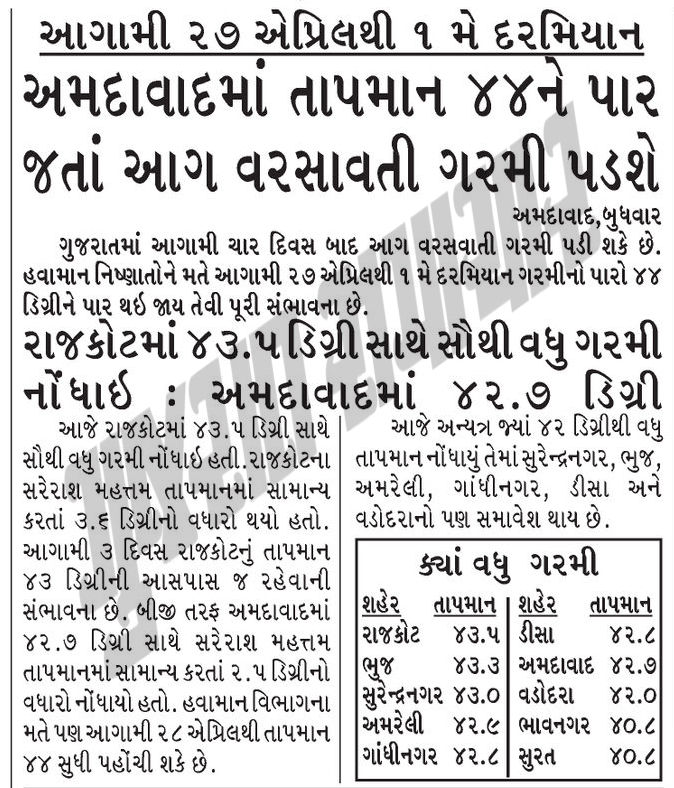 આગામી ૨૭ એપ્રિલથી ૧ મે દરમિયાન
અમદાવાદમાં તાપમાન ૪૪ને પાર
જતાં આગ વરસાવતી ગરમી પડશે
અમદાવાદ,બુધવાર
ગુજરાતમાં આગામી ચાર દિવસ બાદ આગ વરસવાતી ગરમી પડી શકે છે.
હવામાન નિષ્ણાતોને મતે આગામી ૨૭ એપ્રિલથી ૧ મે દરમિયાન ગરમીનો પારો ૪૪
ડિગ્રીને પાર થઇ જાય તેવી પૂરી સંભાવના છે.
રાજકોટમાં ૪૩.૫ ડિગ્રી સાથે સૌથી વધુ ગરમી
નોંધાઇ : અમદાવાદમાં ૪૨.૭ ડિગ્રી
આજે રાજકોટમાં ૪૩.૫ ડિગ્રી સાથે
સૌથી વધુ ગરમી નોંધાઇ હતી.રાજકોટના
સરેરાશ મહત્તમ તાપમાનમાં સામાન્ય
કરતાં ૩.૬ ડિગ્રીનો વધારો થયો હતો.
આગામી ૩ દિવસ રાજકોટનું તાપમાન
૪૩ ડિગ્રીની આસપાસ જ રહેવાની
સંભાવના છે. બીજી તરફ અમદાવાદમાં
૪૨.૭ ડિગ્રી સાથે સરેરાશ મહત્તમ
તાપમાનમાં સામાન્ય કરતાં ૨.૫ ડિગ્રીનો
વધારો નોંધાયો હતો. હવામાન વિભાગના
મતે પણ આગામી ૨૮ એપ્રિલથી તાપમાન
૪૪ સુધી પહોંચી શકે છે.
આજે અન્યત્ર જ્યાં ૪૨ ડિગ્રીથી વધુ
તાપમાન નોંધાયું તેમાં સુરેન્દ્રનગર, ભુજ,
અમરેલી, ગાંધીનગર, ડીસા અને
વડોદરાનો પણ સમાવેશ થાય છે.
ક્યાં વધુ ગરમી
શહેર તાપમાન શહેર તાપમાન
રાજકોટ ૪૩.૫ ડીસા ૪૨.૮
ભુજ ૪૩.૩ અમદાવાદ ૪૨.૭
સુરેન્દ્રનગર ૪૩.૦ વડોદરા ૪૨.૦
અમરેલી ૪૨.૯ ભાવનગર ૪૦.૮
ગાંધીનગર ૪૨.૮ સુરત ૪૦.૮
ગુજરાત સમાચાર